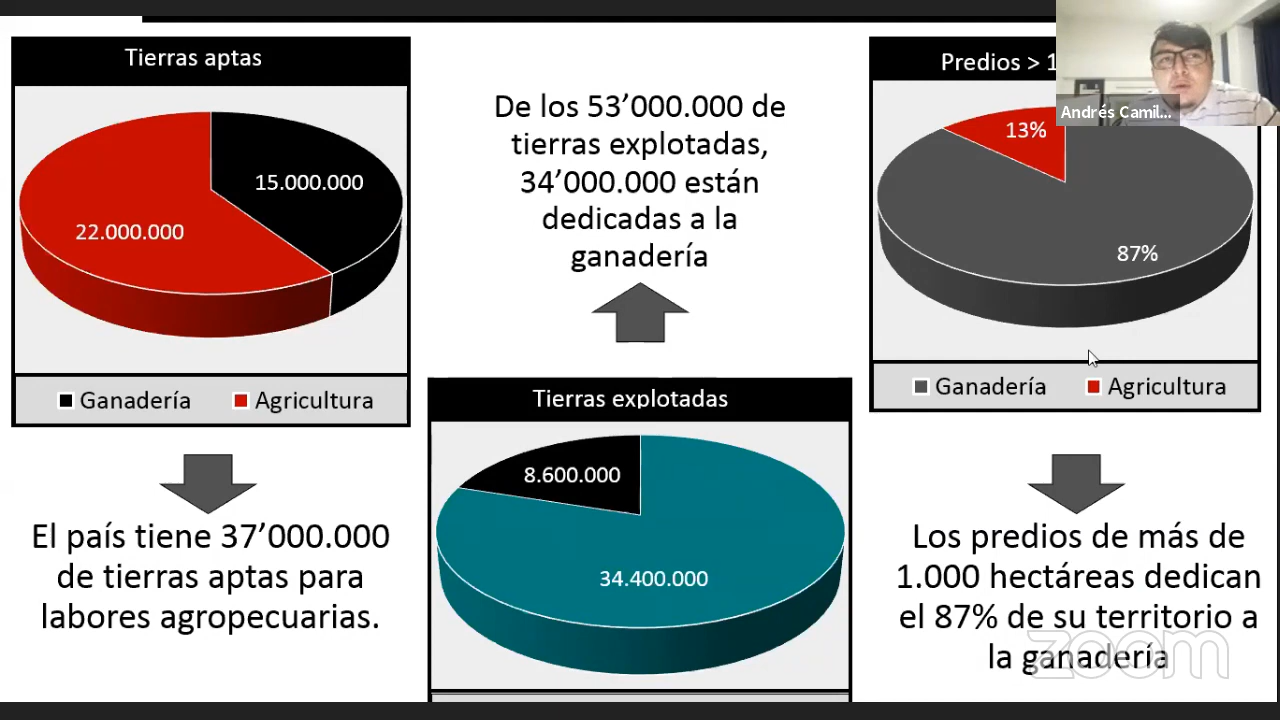 Tierras aptas
15.000.000
22.000.000
Ganadería
Agricultura
El país tiene 37’000.000
de tierras aptas para
labores agropecuarias.
De los 53’000.000 de
tierras explotadas,
34’000.000 están
dedicadas a la
ganadería
Tierras explotadas
8.600.000
34.400.000
Predios > 1
Andrés Camil...
13%
87%
Ganadería
Agricultura
Los predios de más de
1.000 hectáreas dedican
el 87% de su territorio a
la ganadería
zoom